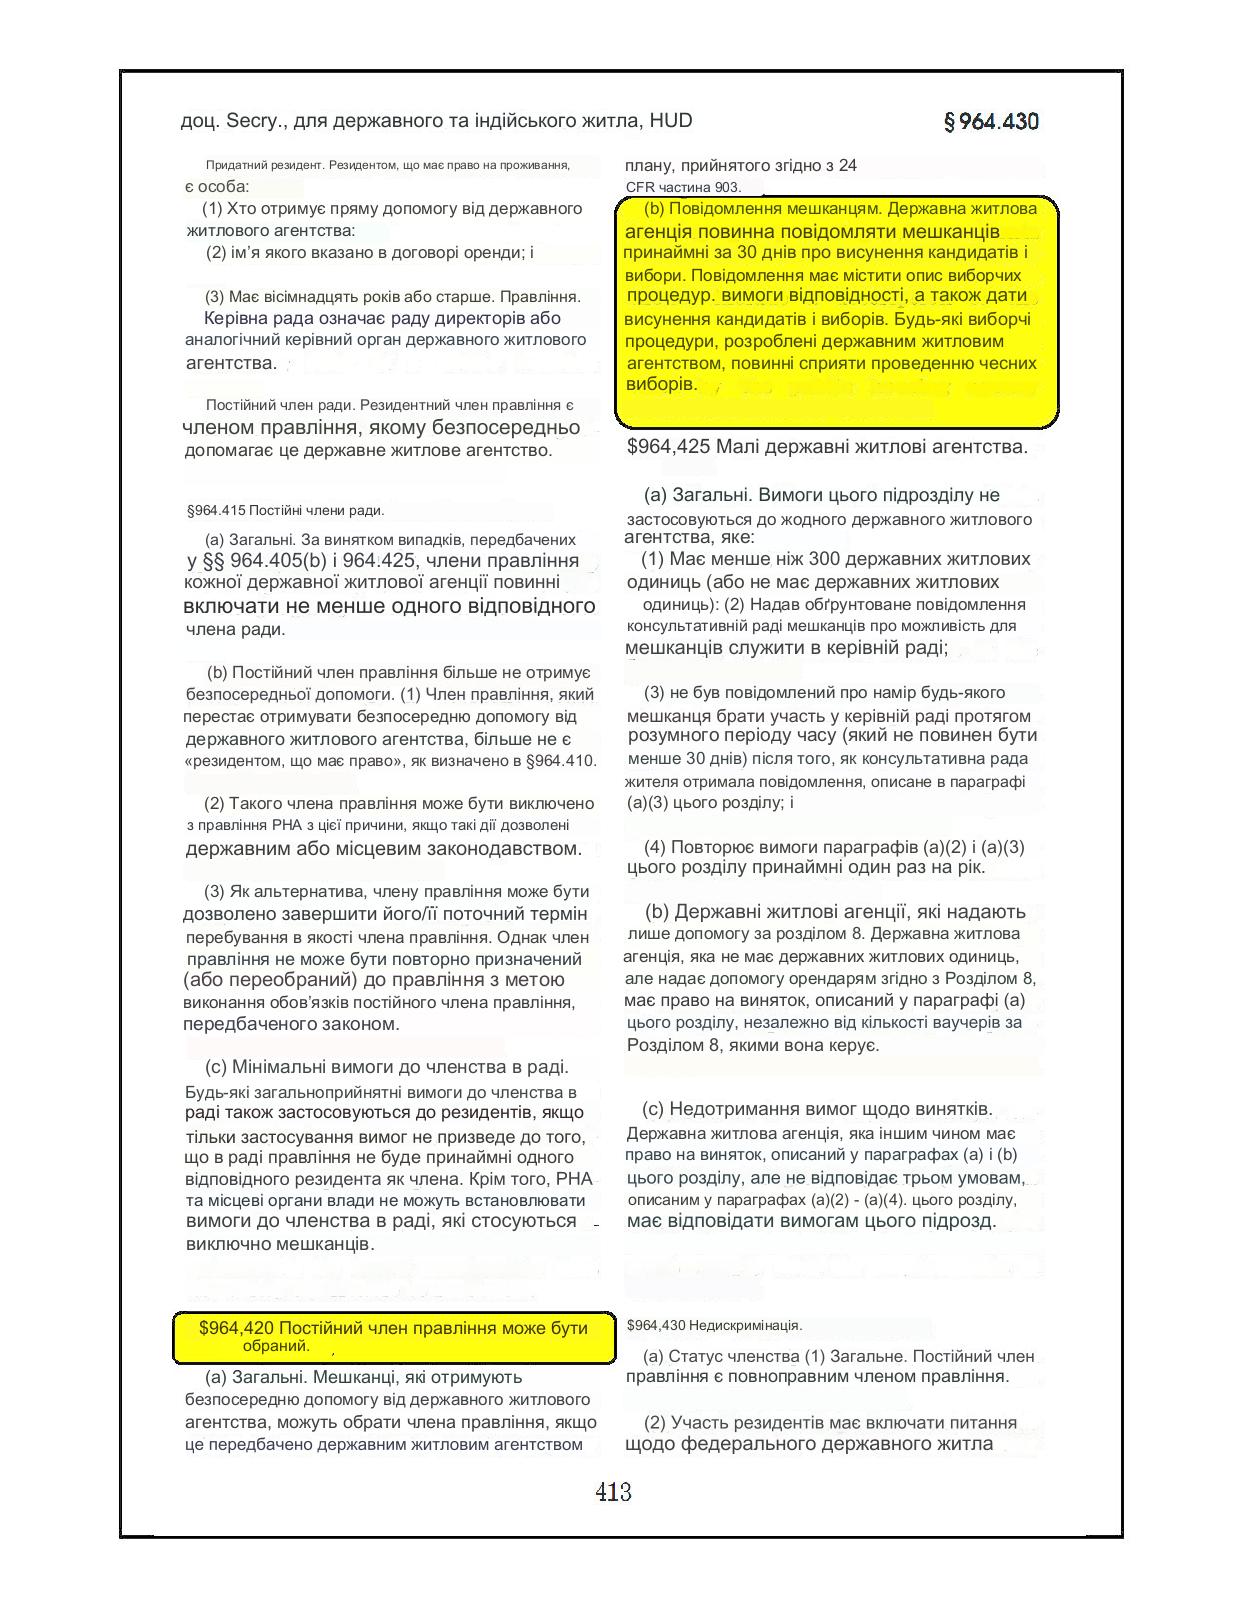 доц. Secry., для державного та індійського житла, HUD
§ 964.430
Придатний резидент. Резидентом, що має право на проживання,
є особа:
(1) Хто отримує пряму допомогу від державного
житлового агентства:
(2) ім’я якого вказано в договорі оренди; і
(3) Має вісімнадцять років або старше. Правління.
Керівна рада означає раду директорів або
аналогічний керівний орган державного житлового
агентства.
Постійний член ради. Резидентний член правління є
членом правління, якому безпосередньо
допомагає це державне житлове агентство.
§964.415 Постійні члени ради.
(a) Загальні. За винятком випадків, передбачених
у §§ 964.405(b) і 964.425, члени правління
кожної державної житлової агенції повинні
включати не менше одного відповідного
члена ради.
(b) Постійний член правління більше не отримує
безпосередньої допомоги. (1) Член правління, який
перестає отримувати безпосередню допомогу від
державного житлового агентства, більше не є
«резидентом, що має право», як визначено в §964.410.
(2) Такого члена правління може бути виключено
з правління PHA з цієї причини, якщо такі дії дозволені
державним або місцевим законодавством.
(3) Як альтернатива, члену правління може бути
дозволено завершити його/її поточний термін
перебування в якості члена правління. Однак член
правління не може бути повторно призначений
(або переобраний) до правління з метою
виконання обов’язків постійного члена правління,
передбаченого законом.
(c) Мінімальні вимоги до членства в раді.
Будь-які загальноприйнятні вимоги до членства в
раді також застосовуються до резидентів, якщо
тільки застосування вимог не призведе до того,
що в раді правління не буде принаймні одного
відповідного резидента як члена. Крім того, PHA
та місцеві органи влади не можуть встановлювати
вимоги до членства в раді, які стосуються
виключно мешканців.
$964,420 Постійний член правління може бути
обраний.
(a) Загальні. Мешканці, які отримують
безпосередню допомогу від державного житлового
агентства, можуть обрати члена правління, якщо
це передбачено державним житловим агентством
плану, прийнятого згідно з 24
CFR частина 903.
(b) Повідомлення мешканцям. Державна житлова
агенція повинна повідомляти мешканців
принаймні за 30 днів про висунення кандидатів і
вибори. Повідомлення має містити опис виборчих
процедур. вимоги відповідності, а також дати
висунення кандидатів і виборів. Будь-які виборчі
процедури, розроблені державним житловим
агентством, повинні сприяти проведенню чесних
виборів.
$964,425 Малі державні житлові агентства.
(a) Загальні. Вимоги цього підрозділу не
застосовуються до жодного державного житлового
агентства, яке:
(1) Має менше ніж 300 державних житлових
одиниць (або не має державних житлових
одиниць): (2) Надав обґрунтоване повідомлення
консультативній раді мешканців про можливість для
мешканців служити в керівній раді;
(3) не був повідомлений про намір будь-якого
мешканця брати участь у керівній раді протягом
розумного періоду часу (який не повинен бути
менше 30 днів) після того, як консультативна рада
жителя отримала повідомлення, описане в параграфі
(a)(3) цього розділу; і
(4) Повторює вимоги параграфів (a)(2) і (a)(3)
цього розділу принаймні один раз на рік.
(b) Державні житлові агенції, які надають
лише допомогу за розділом 8. Державна житлова
агенція, яка не має державних житлових одиниць,
але надає допомогу орендарям згідно з Розділом 8,
має право на виняток, описаний у параграфі (a)
цього розділу, незалежно від кількості ваучерів за
Розділом 8, якими вона керує.
(c) Недотримання вимог щодо винятків.
Державна житлова агенція, яка іншим чином має
право на виняток, описаний у параграфах (a) і (b)
цього розділу, але не відповідає трьом умовам,
описаним у параграфах (a)(2) - (a)(4). цього розділу,
має відповідати вимогам цього підрозд.
$964,430 Недискримінація.
(a) Статус членства (1) Загальне. Постійний член
правління є повноправним членом правління.
(2) Участь резидентів має включати питання
щодо федерального державного житла
413